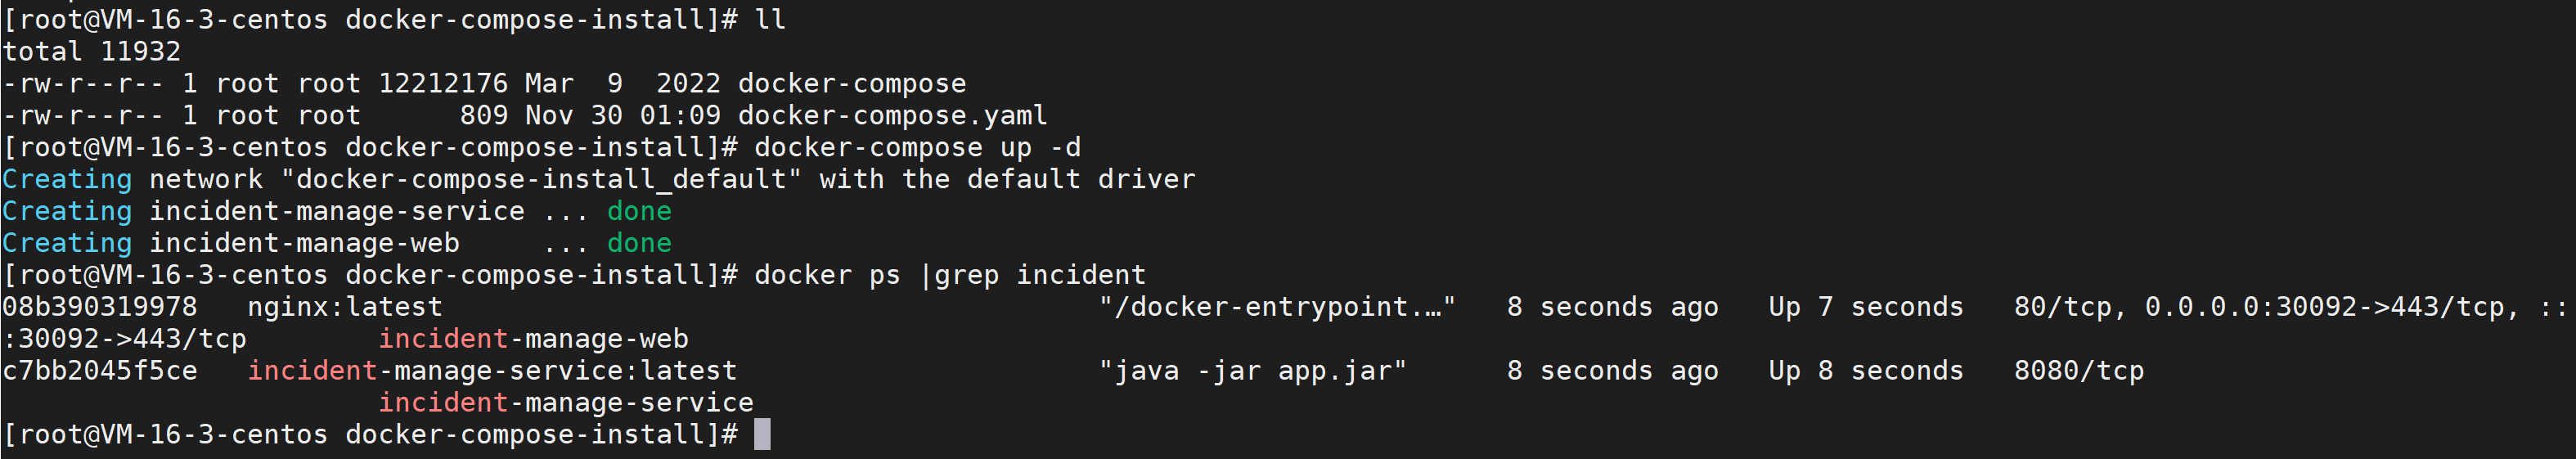 [root@VM-16-3-centos docker-compose-install]# ll
total 11932
-rw-r--r-- 1 root root 12212176 Mar  9  2022 docker-compose
-rw-r--r-- 1 root root      809 Nov 30 01:09 docker-compose.yaml
[root@VM-16-3-centos docker-compose-install]# docker-compose up -d
Creating network "docker-compose-install_default" with the default driver
Creating incident-manage-service ... done
Creating incident-manage-web     ... done
[root@VM-16-3-centos docker-compose-install]# docker ps |grep incident
08b390319978   nginx:latest                                        "/docker-entrypoint.…"   8 seconds ago   Up 7 seconds   80/tcp, 0.0.0.0:30092->443/tcp, ::
:30092->443/tcp        incident-manage-web
c7bb2045f5ce   incident-manage-service:latest                      "java -jar app.jar"      8 seconds ago   Up 8 seconds   8080/tcp
                       incident-manage-service
[root@VM-16-3-centos docker-compose-install]#